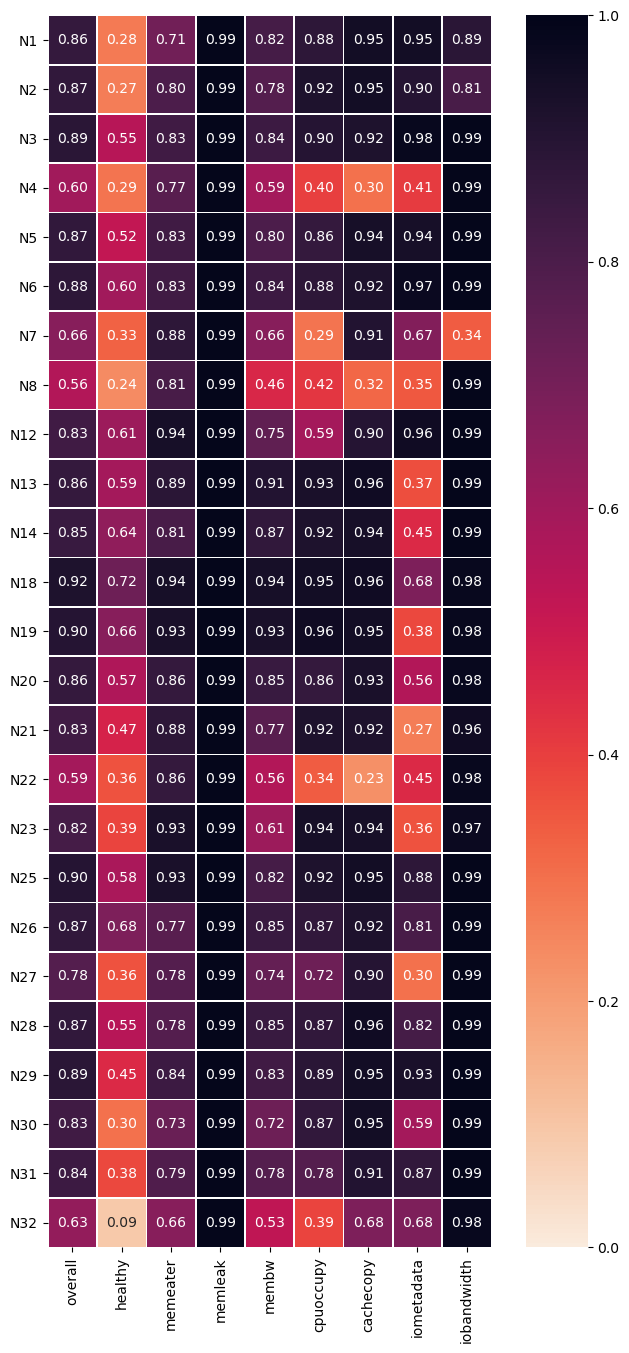 N1 0.86 0.28 0.71 0.99 0.82 0.88 0.95 0.95 0.89
N2 0.87 0.27 0.80 0.99 0.78 0.92 0.95 0.90 0.81
N3 0.89 0.55 0.83 0.99 0.84 0.90 0.92 0.98 0.99
N4 0.60 0.29 0.77 0.99 0.59 0.40 0.30 0.41 0.99
N5 0.87 0.52 0.83 0.99 0.80 0.86 0.94 0.94 0.99
N6 0.88 0.60 0.83 0.99 0.84 0.88 0.92 0.97 0.99
N7 0.66 0.33 0.88 0.99 0.66 0.29 0.91 0.67 0.34
N8 0.56 0.24 0.81 0.99 0.46 0.42 0.32 0.35 0.99
N12 0.83 0.61 0.94 0.99 0.75 0.59 0.90 0.96 0.99
N13 0.86 0.59 0.89 0.99 0.91 0.93 0.96 0.37 0.99
N14 0.85 0.64 0.81 0.99 0.87 0.92 0.94 0.45 0.99
N18 0.92 0.72 0.94 0.99 0.94 0.95 0.96 0.68 0.98
N19 0.90 0.66 0.93 0.99 0.93 0.96 0.95 0.38 0.98
N20 0.86 0.57 0.86 0.99 0.85 0.86 0.93 0.56 0.98
N21 0.83 0.47 0.88 0.99 0.77 0.92 0.92 0.27 0.96
N22 0.59 0.36 0.86 0.99 0.56 0.34 0.23 0.45 0.98
N23 0.82 0.39 0.93 0.99 0.61 0.94 0.94 0.36 0.97
N25 0.90 0.58 0.93 0.99 0.82 0.92 0.95 0.88 0.99
N26 0.87 0.68 0.77 0.99 0.85 0.87 0.92 0.81 0.99
N27 0.78 0.36 0.78 0.99 0.74 0.72 0.90 0.30 0.99
N28 0.87 0.55 0.78 0.99 0.85 0.87 0.96 0.82 0.99
N29 0.89 0.45 0.84 0.99 0.83 0.89 0.95 0.93 0.99
N30 0.83 0.30 0.73 0.99 0.72 0.87 0.95 0.59 0.99
N31 0.84 0.38 0.79 0.99 0.78 0.78 0.91 0.87 0.99
N32 0.63 0.09 0.66 0.99 0.53 0.39 0.68 0.68 0.98
overall healthy memeater memleak membw cpuoccupy cachecopy iometadata iobandwidth
1.0
0.8
0.6
0.4
0.2
0.0